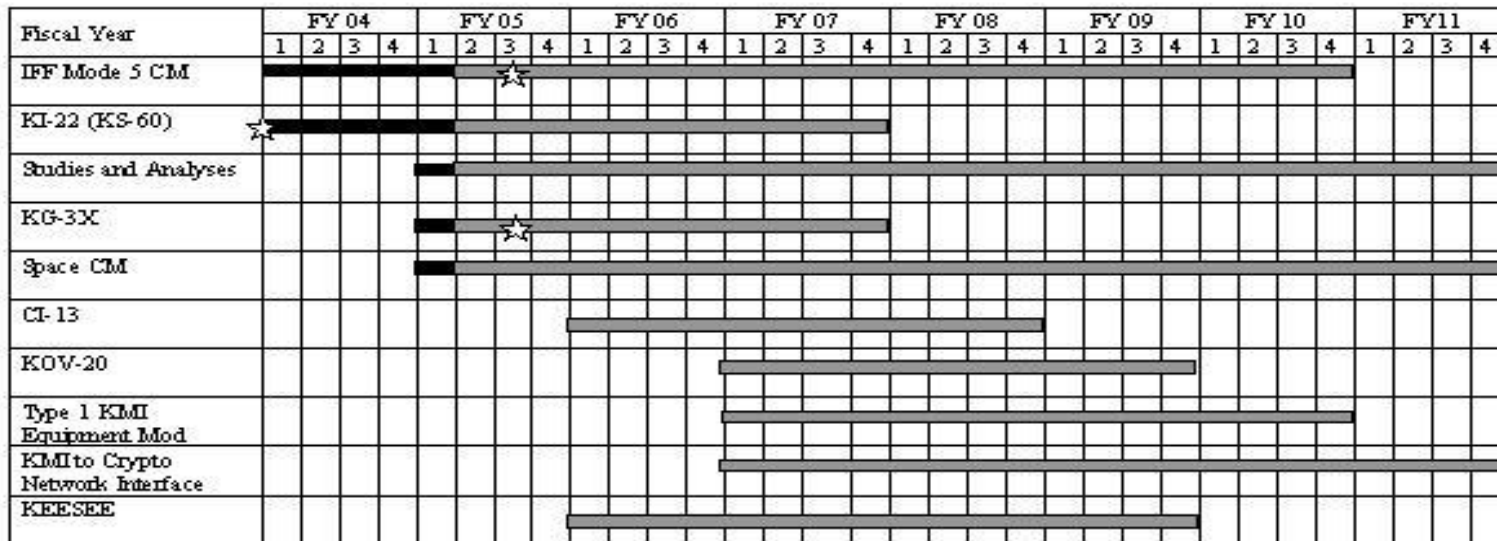 Fiscal Year FY 04 FY 05 FY 06 FY 07 FY 08 FY 09 FY 10 FY11
1 2 3 4 1 2 3 4 1 2 3 4 1 2 3 4 1 2 3 4 1 2 3 4 1 2 3 4 1 2 3 4
IFF Mode 5 CM
KI-22 (KS-60)
Studies and Analyses
KG-3X
Space CM
CI-13
KOV-20
Type 1 KMI
Equipment Mod
KMI to Crypto
Network Interface
KEESEE